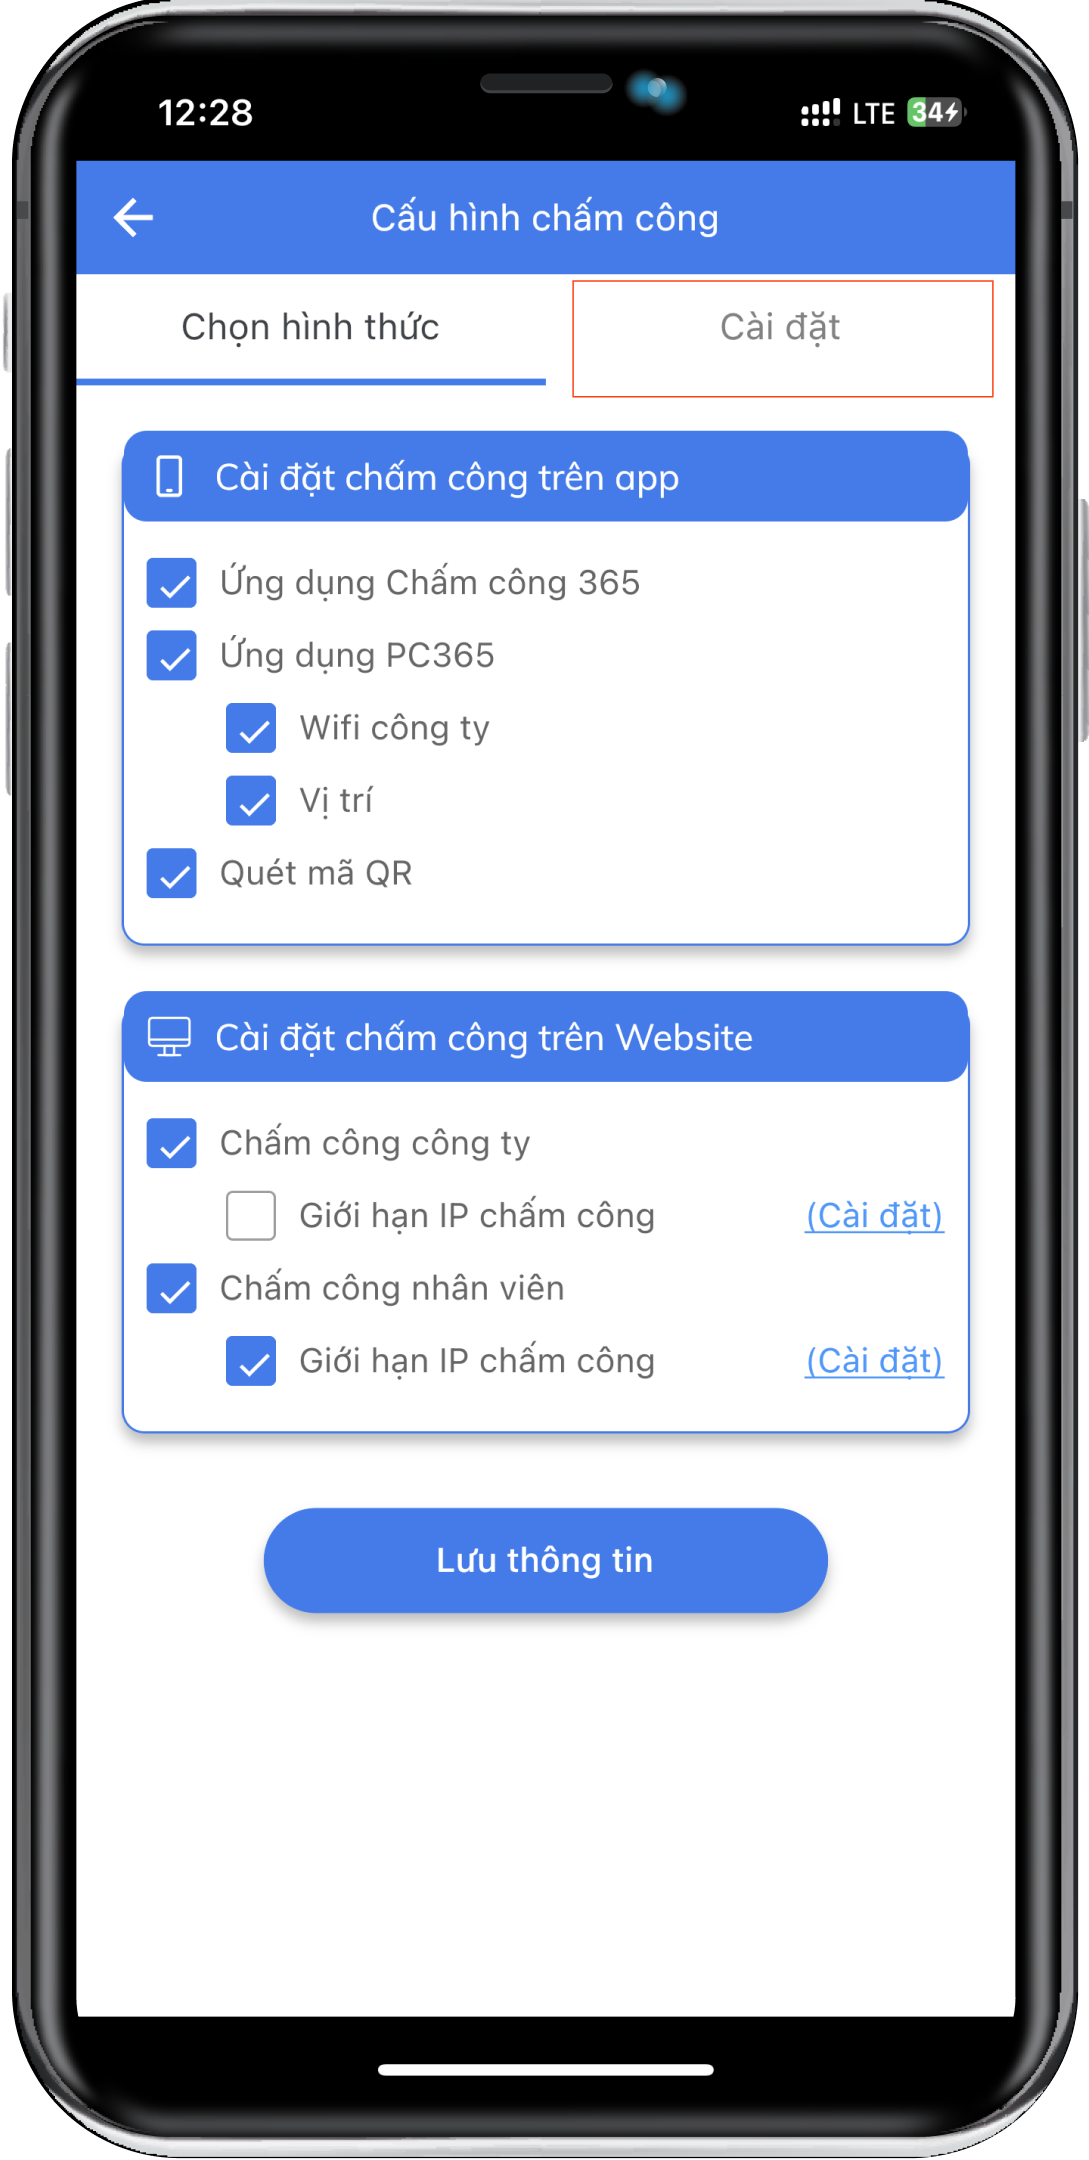 12:28
LTE 34
Cấu hình chấm công
Chọn hình thức
Cài đặt
Cài đặt chấm công trên app
Ứng dụng Chấm công 365
Ứng dụng PC365
Wifi công ty
Vị trí
Quét mã QR
Cài đặt chấm công trên Website
Chấm công công ty
Giới hạn IP chấm công (Cài đặt)
Chấm công nhân viên
Giới hạn IP chấm công (Cài đặt)
Lưu thông tin